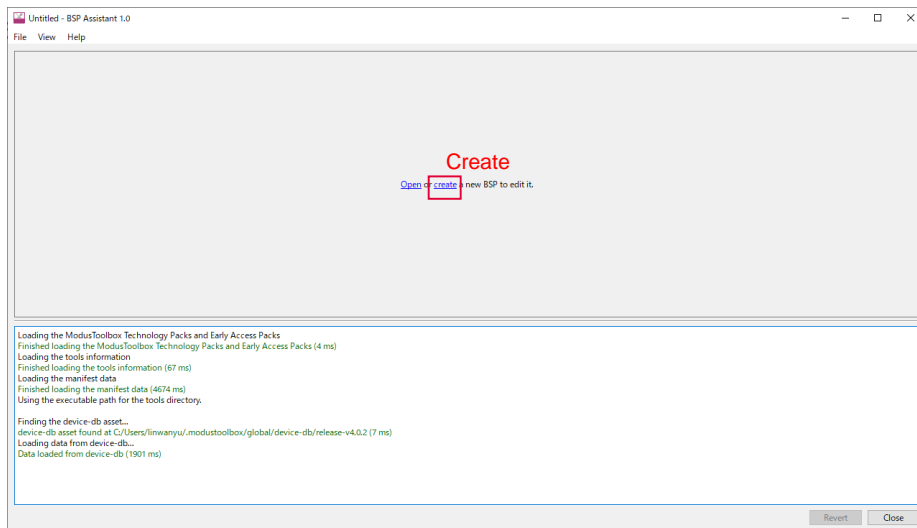 Untitled - BSP Assistant 1.0
File View Help
Create
Open or create a new BSP to edit it.
Loading the ModusToolbox Technology Packs and Early Access Packs
Finished loading the ModusToolbox Technology Packs and Early Access Packs (4 ms)
Loading the tools information
Finished loading the tools information (67 ms)
Loading the manifest data
Finished loading the manifest data (4674 ms)
Using the executable path for the tools directory.
Finding the device-db asset...
device-db asset found at C:/Users/linwanyu/.modustoolbox/global/device-db/release-v4.0.2 (7 ms)
Loading data from device-db...
Data loaded from device-db (1901 ms)
Revert Close